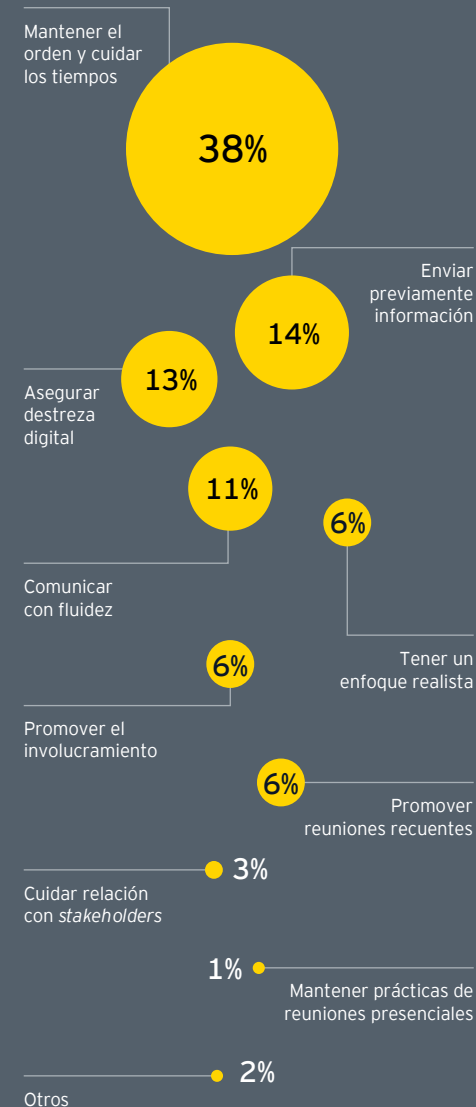 Mantener el
orden y cuidar
los tiempos
38%
Enviar
previamente
información
14%
13%
Asegurar
destreza
digital
11%
Comunicar
con fluidez
6%
Tener un
enfoque realista
6%
Promover el
involucramiento
6%
Promover
reuniones recuentes
3%
Cuidar relación
con stakeholders
1%
Mantener prácticas de
reuniones presenciales
2%
Otros